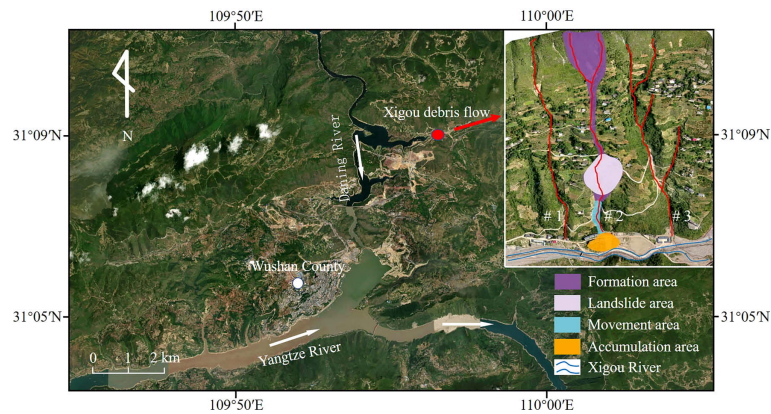 109°50′E
110°00′E
31°09′N
31°09′N
N
Xigou debris flow
Daning River
# 1
# 2
# 3
Wushan County
Formation area
Landslide area
Movement area
Accumulation area
Xigou River
31°05′N
31°05′N
0 1 2 km
Yangtze River
109°50′E
110°00′E